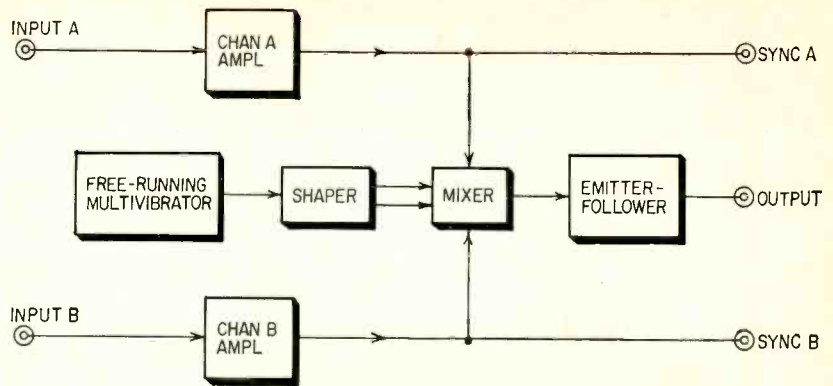 INPUT A
CHAN A
AMPL
SYNC A
FREE-RUNNING
MULTIVIBRATOR
SHAPER
MIXER
EMITTER-
FOLLOWER
OUTPUT
INPUT B
CHAN B
AMPL
SYNC B